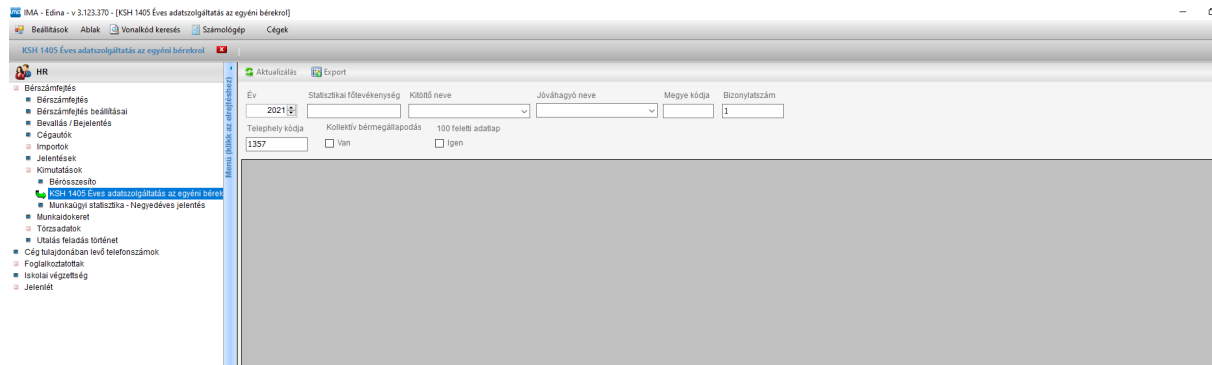 IMA - Edina - v 3.123.370 - [KSH 1405 Éves adatszolgáltatás az egyéni bérekrol]
Beállítások Ablak Vonalkód keresés Számológép Cégek
KSH 1405 Éves adatszolgáltatás az egyéni bérekrol
HR
Bérszámfejtés
Bérszámfejtés
Bérszámfejtés beállításai
Bevallás / Bejelentés
Cégautók
Importok
Jelentések
Kimutatások
Bérösszesíto
KSH 1405 Éves adatszolgáltatás az egyéni bérek
Munkaügyi statisztika - Negyedéves jelentés
Munkaidokeret
Törzsadatok
Utalás feladás történet
Cég tulajdonában levő telefonszámok
Foglalkoztatottak
Iskolai végzettség
Jelenlét
Menü (klikk az elrejtéshez)
Aktualizálás Export
Év Statisztikai főtevékenység Kitöltő neve Jóváhagyó neve Megye kódja Bizonylatszám
2021 1
Telephely kódja Kollektív bérmegállapodás 100 feletti adatlap
1357 Van Igen